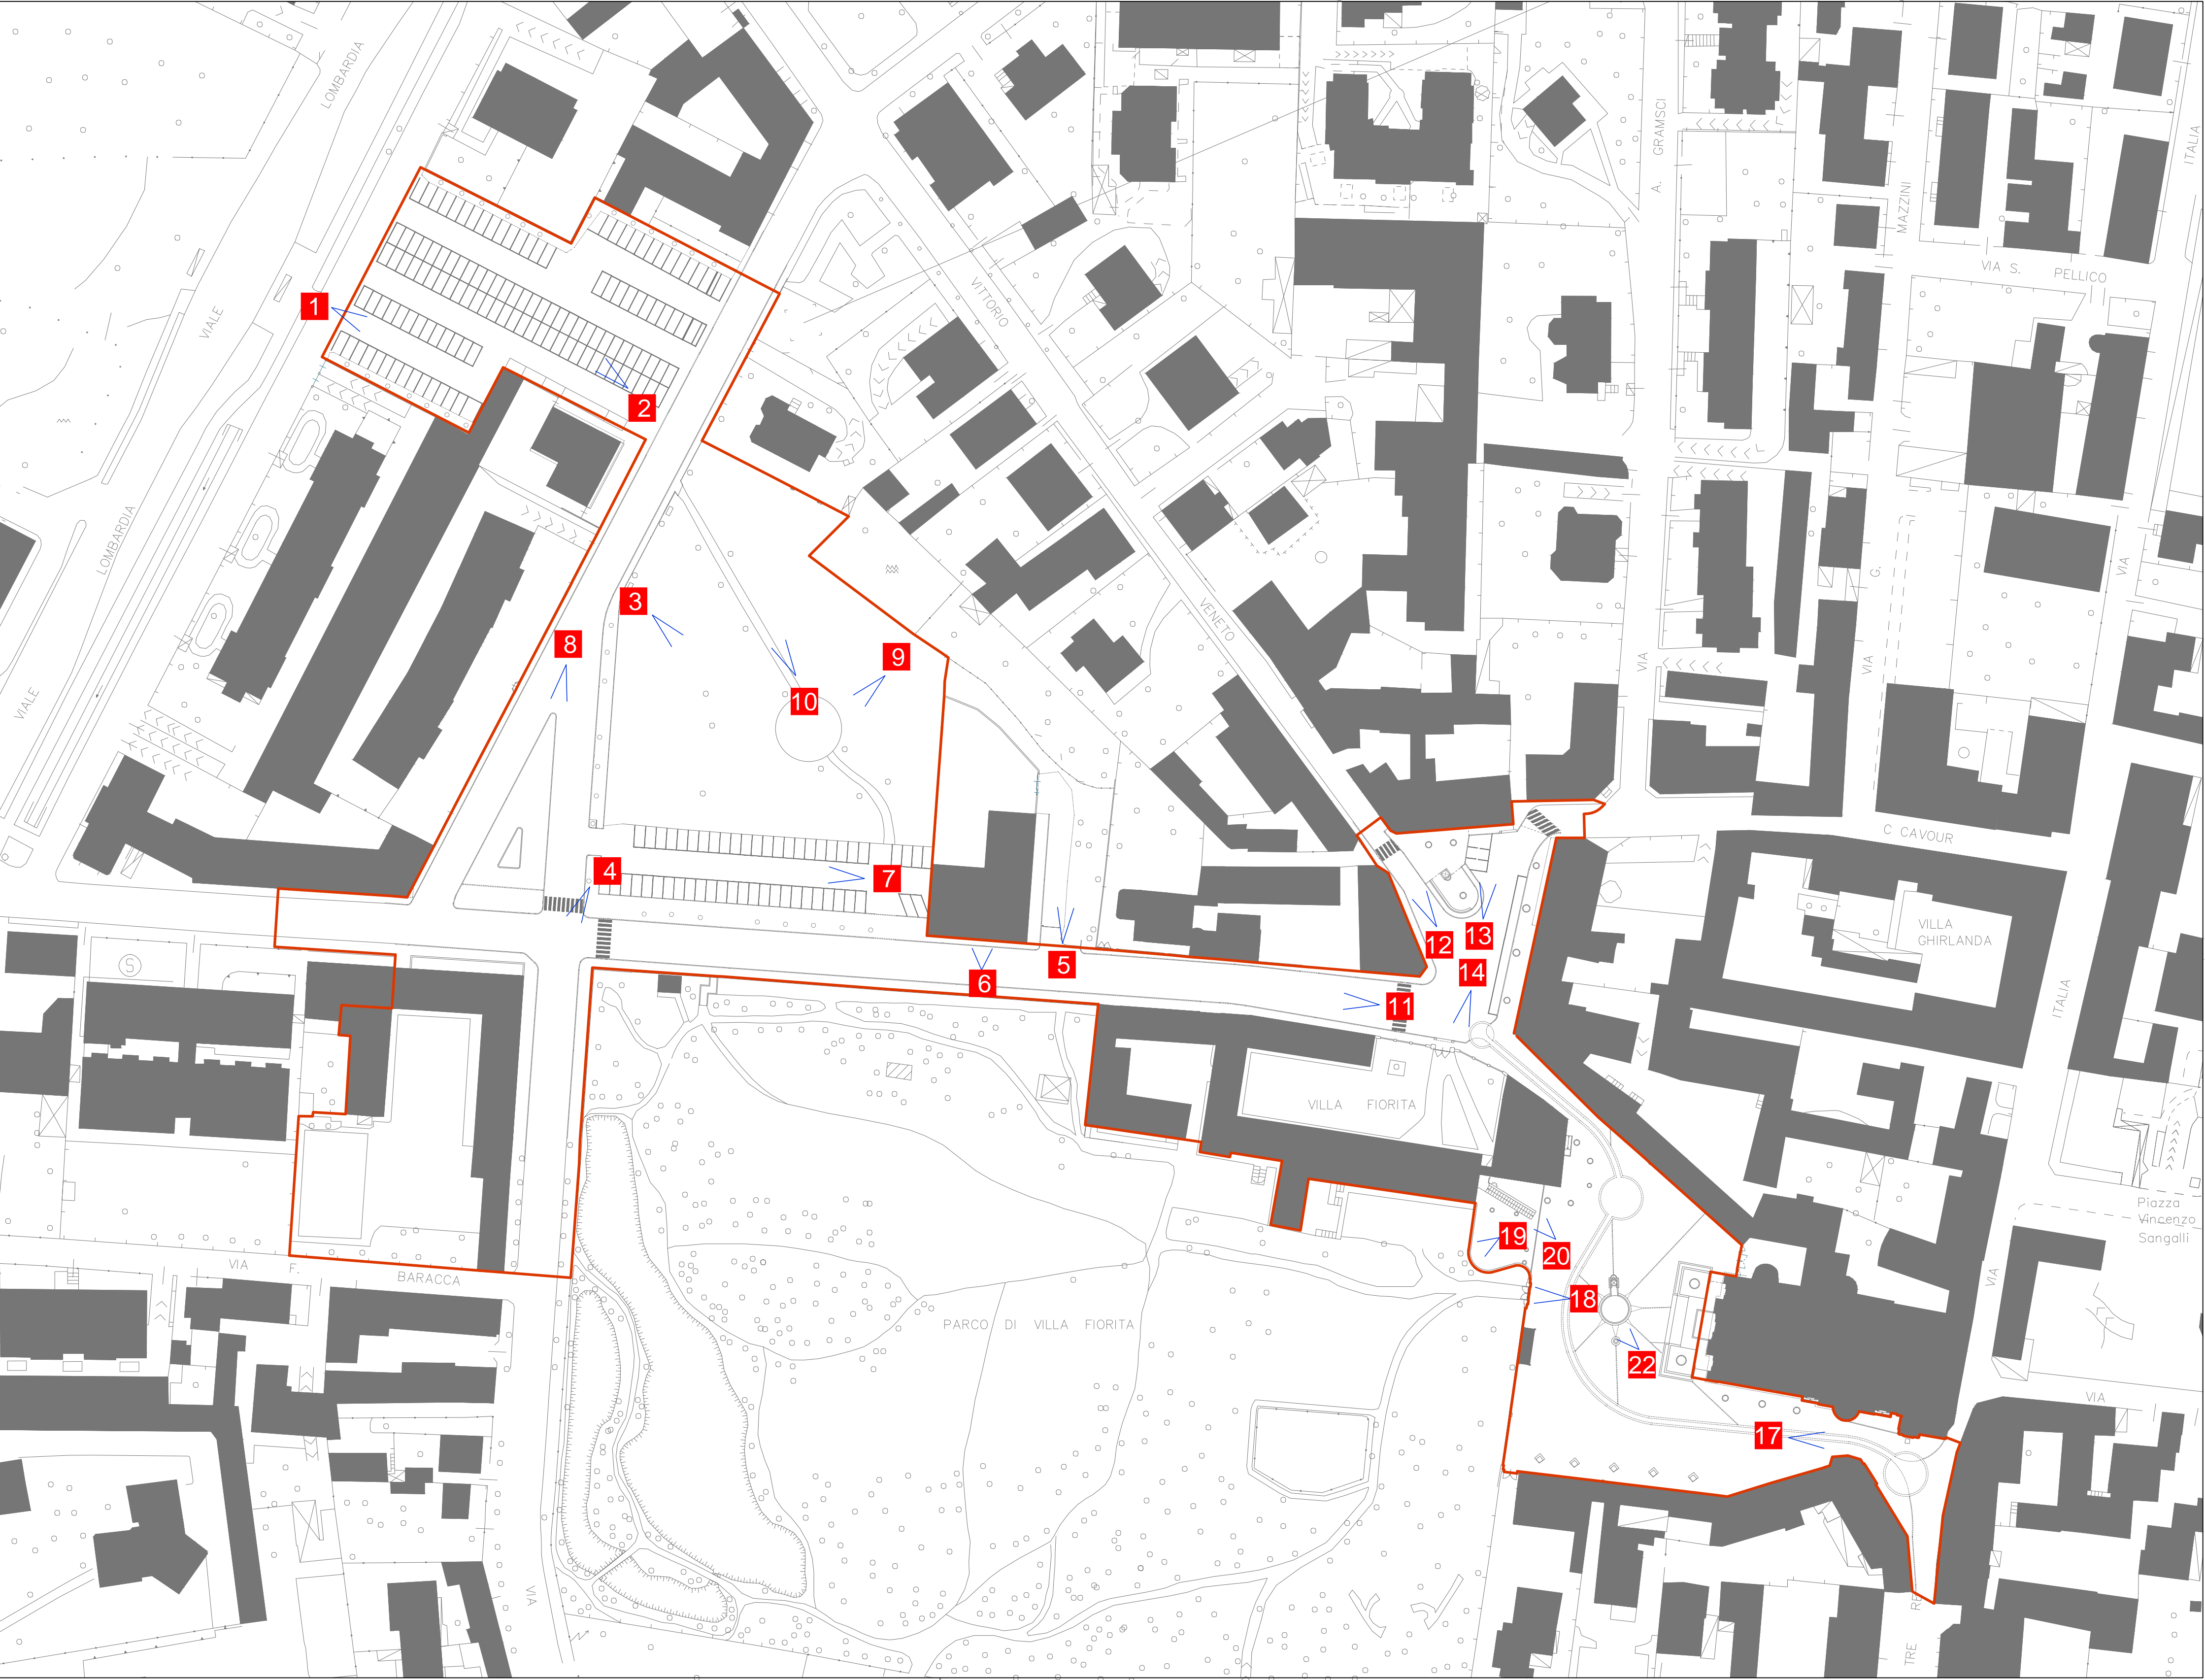 LOMBARDIA
A. GRAMSCI
MAZZINI
ITALIA
VIA S. PELLICO
VITTORIO
VIALE
1
2
LOMBARDIA
VIALE
3
8
9
10
VENETO
VIA
VIA G.
VIA
C CAVOUR
4
7
5
6
12
13
14
11
VILLA
GHIRLANDA
ITALIA
S
VILLA FIORITA
Piazza
Vincenzo
Sangalli
19
20
18
VIA F. BARACCA
PARCO DI VILLA FIORITA
22
VIA
VIA
17
VIA
RE
TRE